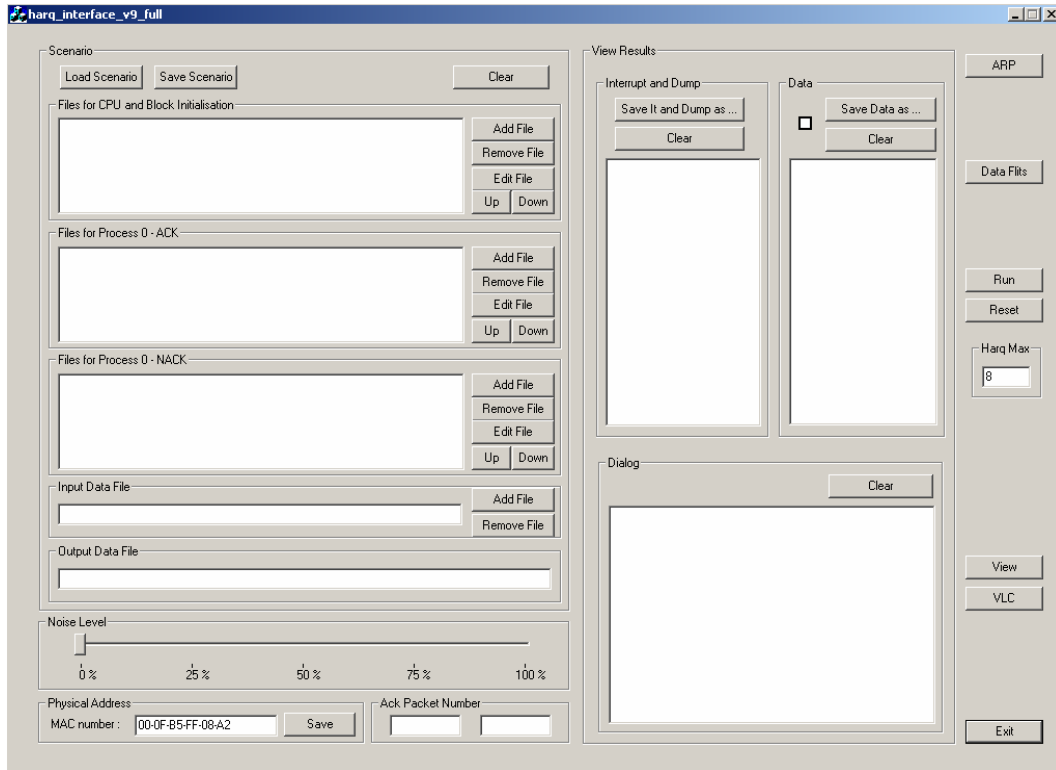 harq_interface_v9_full
Scenario
Load Scenario
Save Scenario
Clear
Files for CPU and Block Initialisation
Add File
Remove File
Edit File
Up
Down
Files for Process 0 - ACK
Add File
Remove File
Edit File
Up
Down
Files for Process 0 - NACK
Add File
Remove File
Edit File
Up
Down
Input Data File
Add File
Remove File
Output Data File
Noise Level
0 %
25 %
50 %
75 %
100 %
Physical Address
MAC number :
00-0F-B5-FF-08-A2
Save
Ack Packet Number
View Results
Interrupt and Dump
Save It and Dump as ...
Clear
Data
Save Data as ...
Clear
Dialog
Clear
ARP
Data Flits
Run
Reset
Harq Max
8
View
VLC
Exit